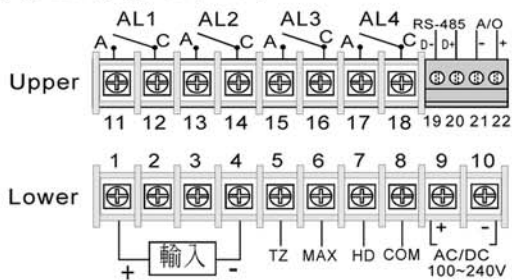 AL1 AL2 AL3 AL4 RS-485 A/O
A C A C A C A C D- D+ - +
Upper
11 12 13 14 15 16 17 18 19 20 21 22
1 2 3 4 5 6 7 8 9 10
Lower
+ -
+ 輸入 - TZ MAX HD COM AC/DC
100~240V